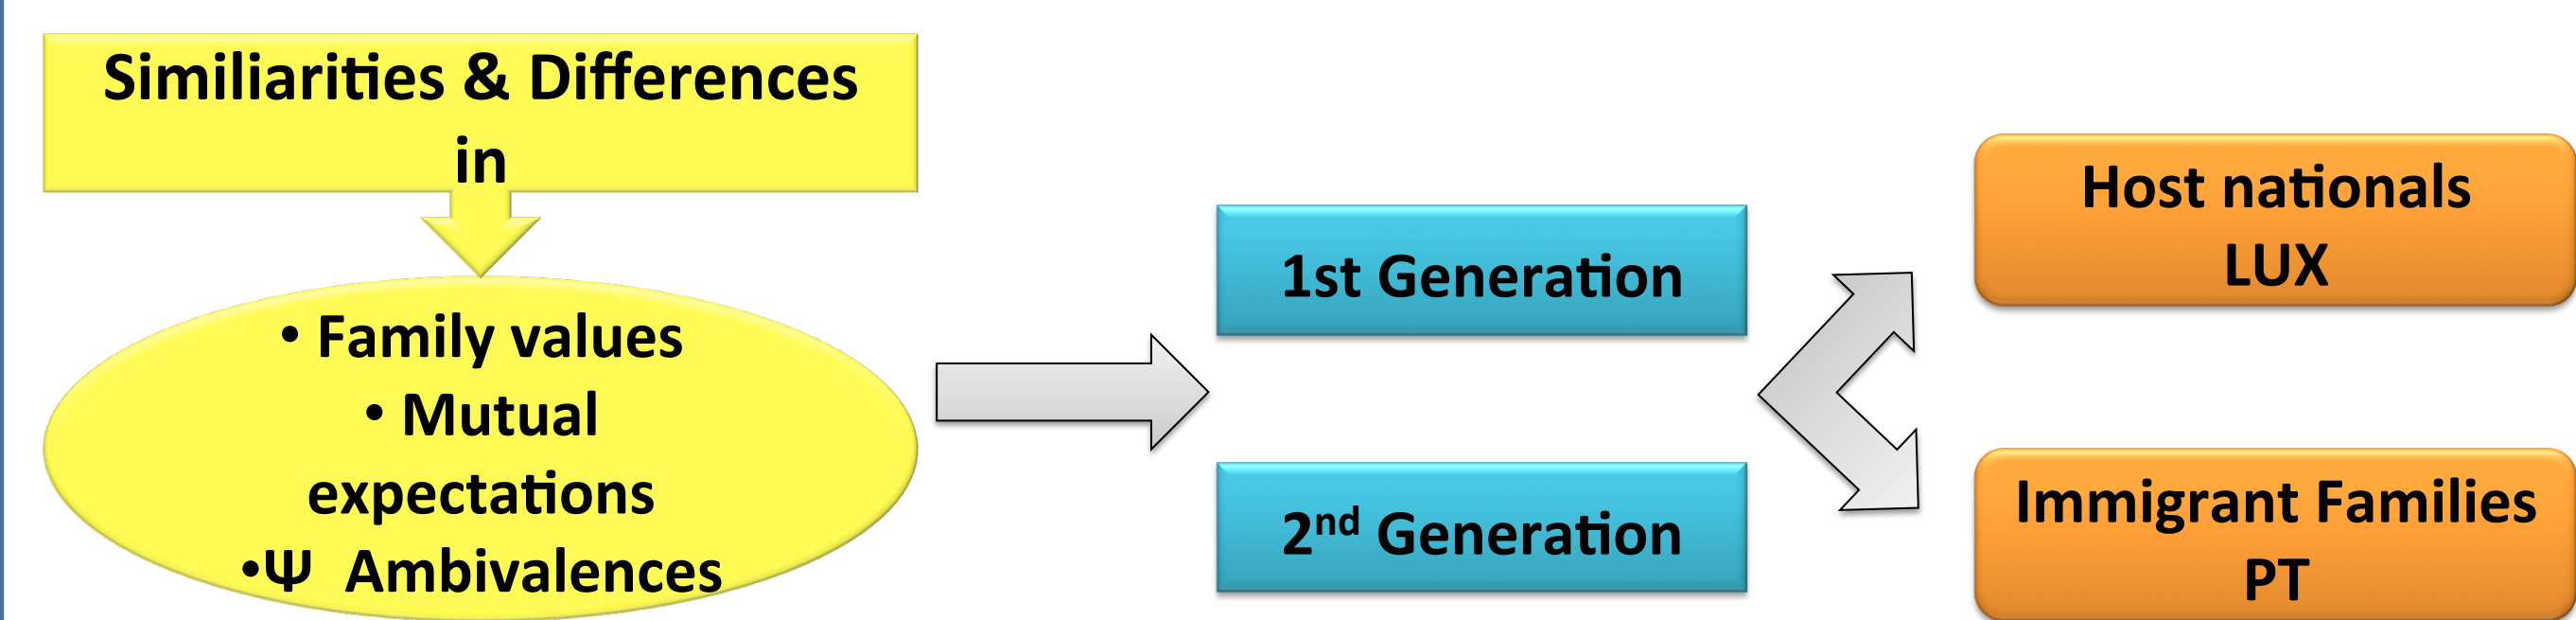 Similiarities & Differences
in
• Family values
• Mutual
expectations
•Ψ Ambivalences
1st Generation
2nd Generation
Host nationals
LUX
Immigrant Families
PT